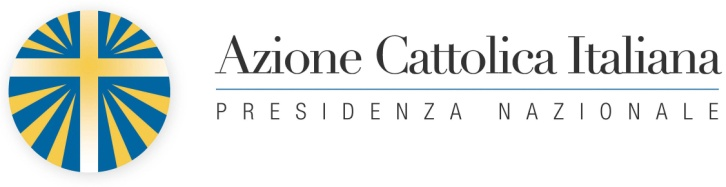 Azione Cattolica Italiana
PRESIDENZA NAZIONALE